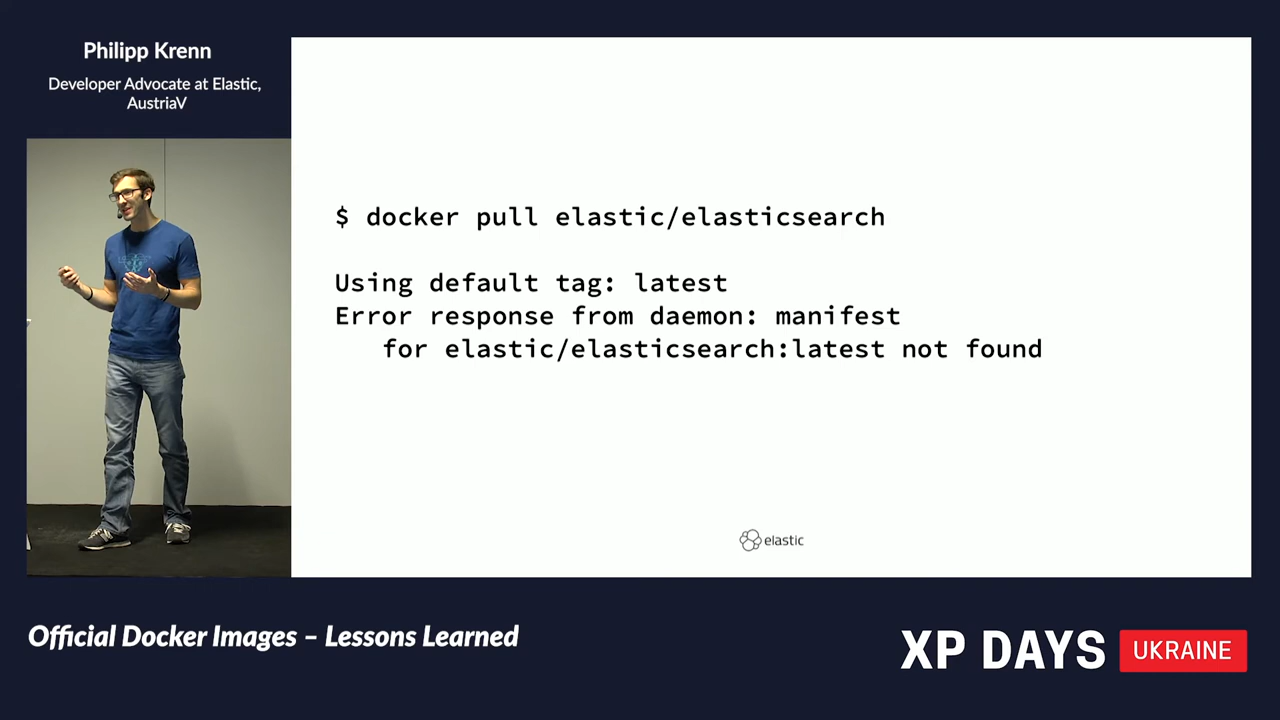 Philipp Krenn
Developer Advocate at Elastic,
AustriaV
$ docker pull elastic/elasticsearch
Using default tag: latest
Error response from daemon: manifest
for elastic/elasticsearch:latest not found
elastic
Official Docker Images – Lessons Learned
XP DAYS
UKRAINE